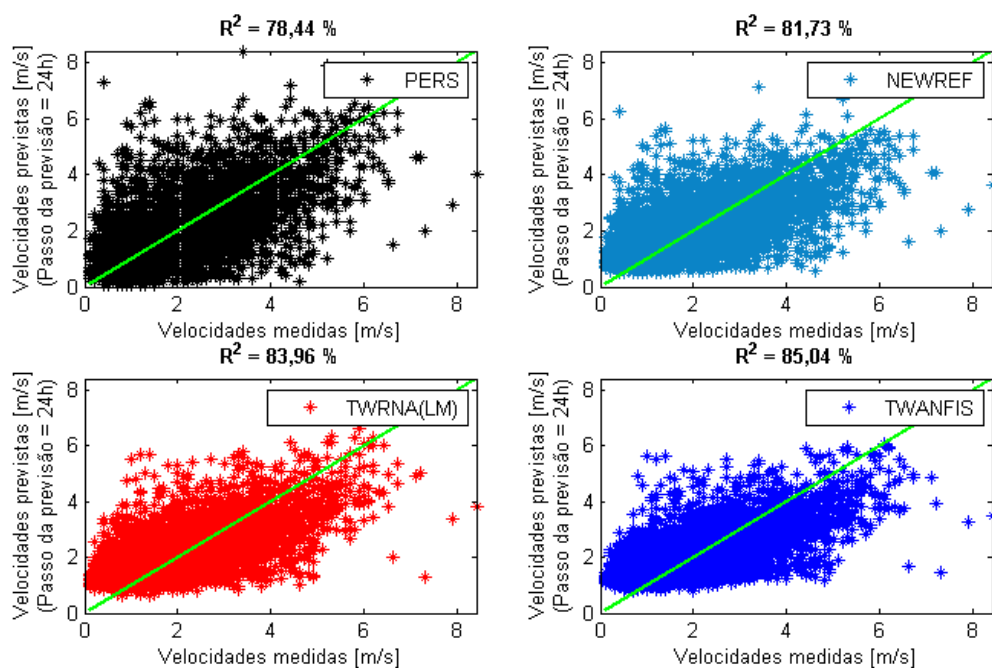 R² = 78,44 %
Velocidades previstas [m/s]
(Passo da previsão = 24h)
8
6
4
2
0
PERS
0 2 4 6 8
Velocidades medidas [m/s]
R² = 81,73 %
Velocidades previstas [m/s]
(Passo da previsão = 24h)
8
6
4
2
0
NEWREF
0 2 4 6 8
Velocidades medidas [m/s]
R² = 83,96 %
Velocidades previstas [m/s]
(Passo da previsão = 24h)
8
6
4
2
0
TWRNA(LM)
0 2 4 6 8
Velocidades medidas [m/s]
R² = 85,04 %
Velocidades previstas [m/s]
(Passo da previsão = 24h)
8
6
4
2
0
TWANFIS
0 2 4 6 8
Velocidades medidas [m/s]